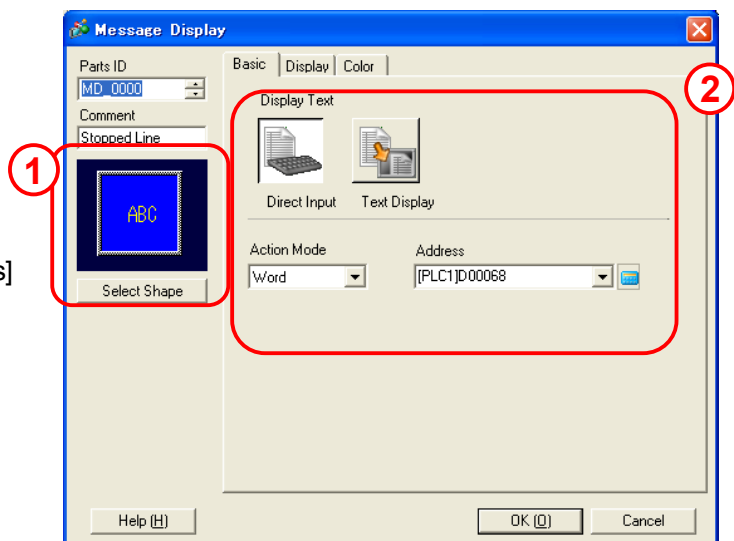 Message Display
Parts ID
MD_0000
Comment
Stopped Line
1
ABC
s]
Select Shape
Basic Display Color
2
Display Text
Direct Input Text Display
Action Mode Address
Word [PLC1]D00068
Help (H) OK (O) Cancel